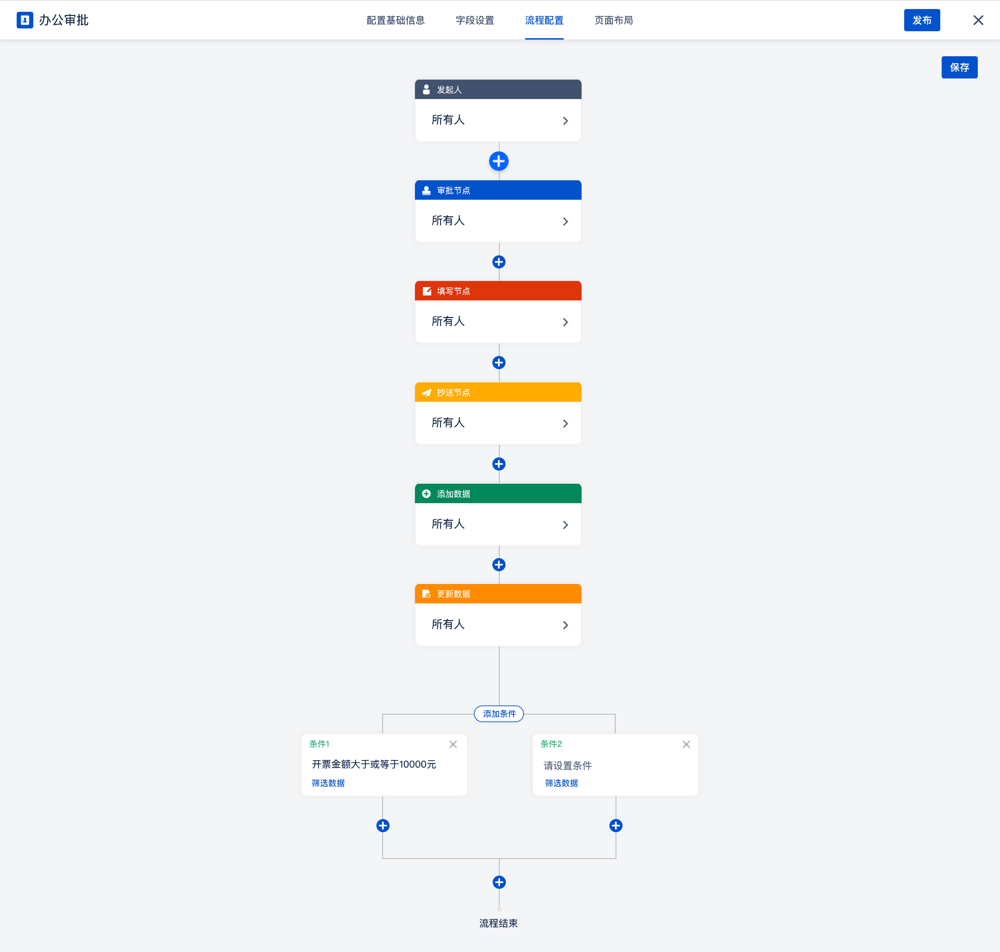 办公审批
配置基础信息
字段设置
流程配置
页面布局
发布
保存
发起人
所有人
审批节点
所有人
填写节点
所有人
抄送节点
所有人
添加数据
所有人
更新数据
所有人
添加条件
条件1
开票金额大于或等于10000元
筛选数据
条件2
请设置条件
筛选数据
流程结束